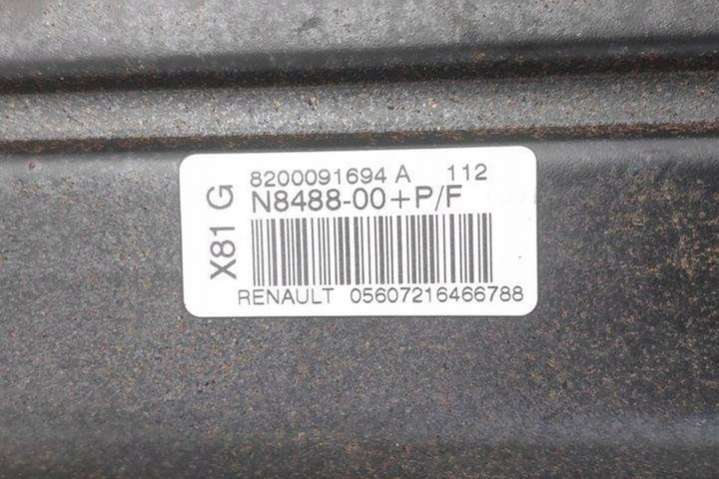 X81 G
8200091694 A 112
N8488-00+P/F
RENAULT 05607216466788